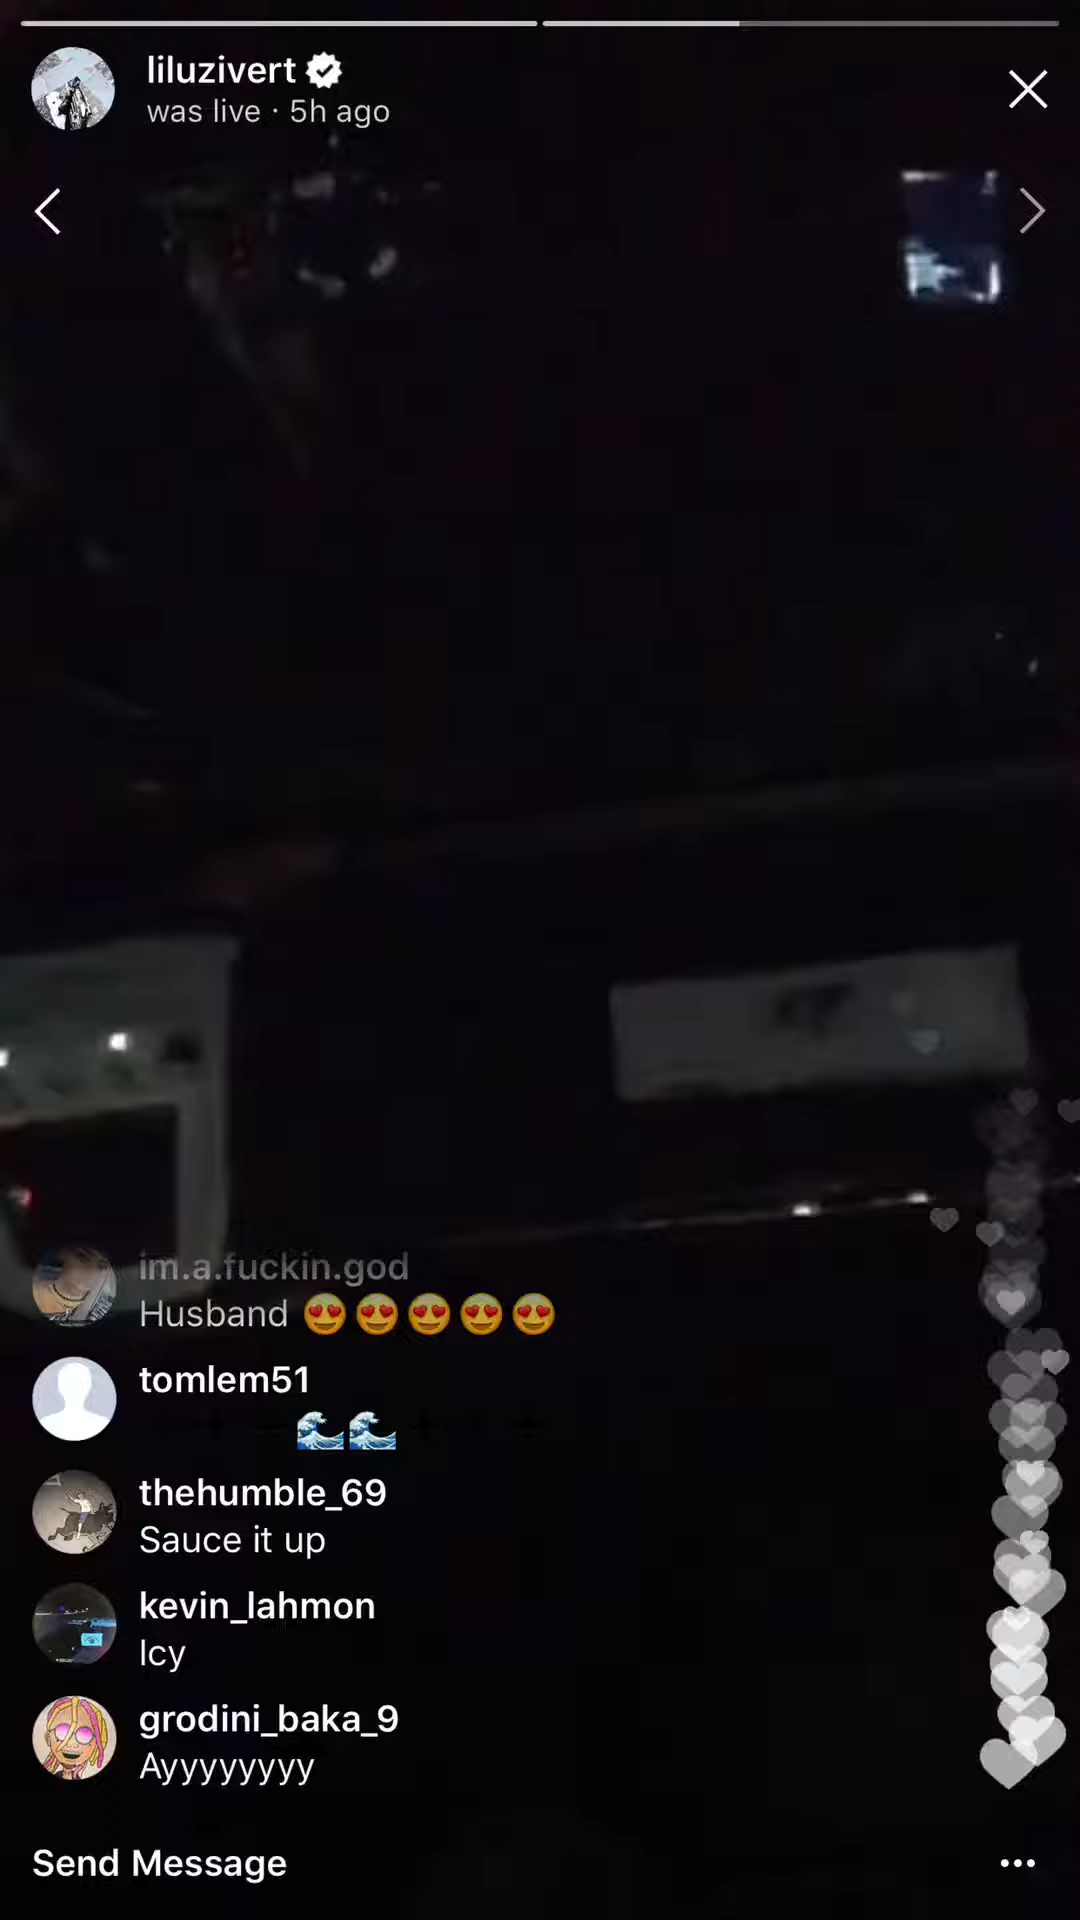 liluzivert
was live · 5h ago
im.a.fuckin.god
Husband 😍😍😍😍😍
tomlem51
🌊🌊
thehumble_69
Sauce it up
kevin_lahmon
Icy
grodini_baka_9
Ayyyyyyyy
Send Message